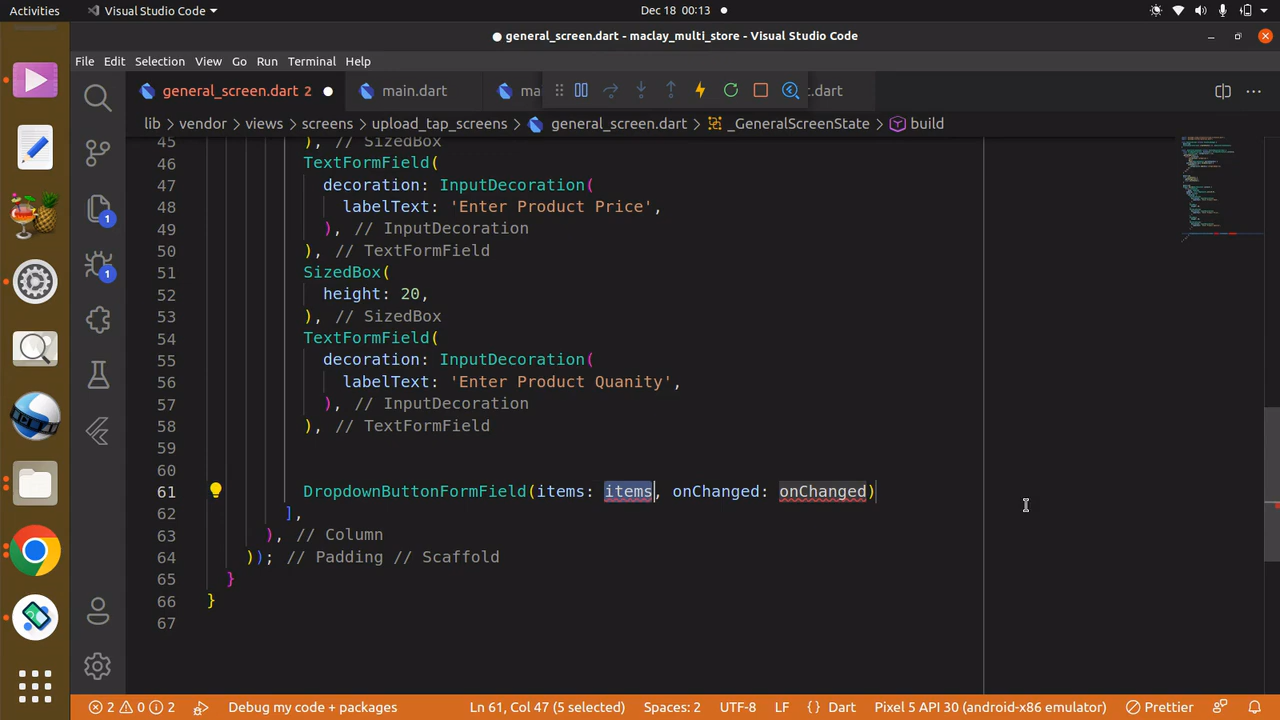 Activities
Visual Studio Code
Dec 18 00:13
general_screen.dart - maclay_multi_store - Visual Studio Code
File Edit Selection View Go Run Terminal Help
general_screen.dart 2
main.dart
t.dart
lib > vendor > views > screens > upload_tap_screens > general_screen.dart > _GeneralScreenState > build
45 ), // SizedBox
46 TextFormField(
47 decoration: InputDecoration(
48 labelText: 'Enter Product Price',
49 ), // InputDecoration
50 ), // TextFormField
51 SizedBox(
52 height: 20,
53 ), // SizedBox
54 TextFormField(
55 decoration: InputDecoration(
56 labelText: 'Enter Product Quanity',
57 ), // InputDecoration
58 ), // TextFormField
59
60
61 DropdownButtonFormField(items: items, onChanged: onChanged)
62 ],
63 ), // Column
64 )); // Padding // Scaffold
65 }
66 }
67
1
1
2 0 2 Debug my code + packages Ln 61, Col 47 (5 selected) Spaces: 2 UTF-8 LF {} Dart Pixel 5 API 30 (android-x86 emulator) Prettier